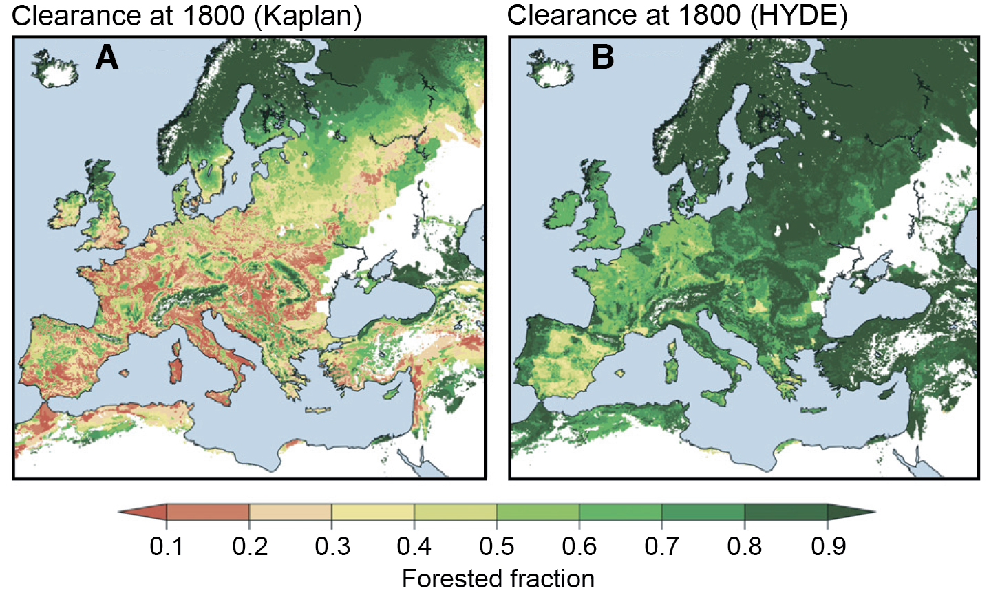 Clearance at 1800 (Kaplan)
Clearance at 1800 (HYDE)
A
B
0.1 0.2 0.3 0.4 0.5 0.6 0.7 0.8 0.9
Forested fraction